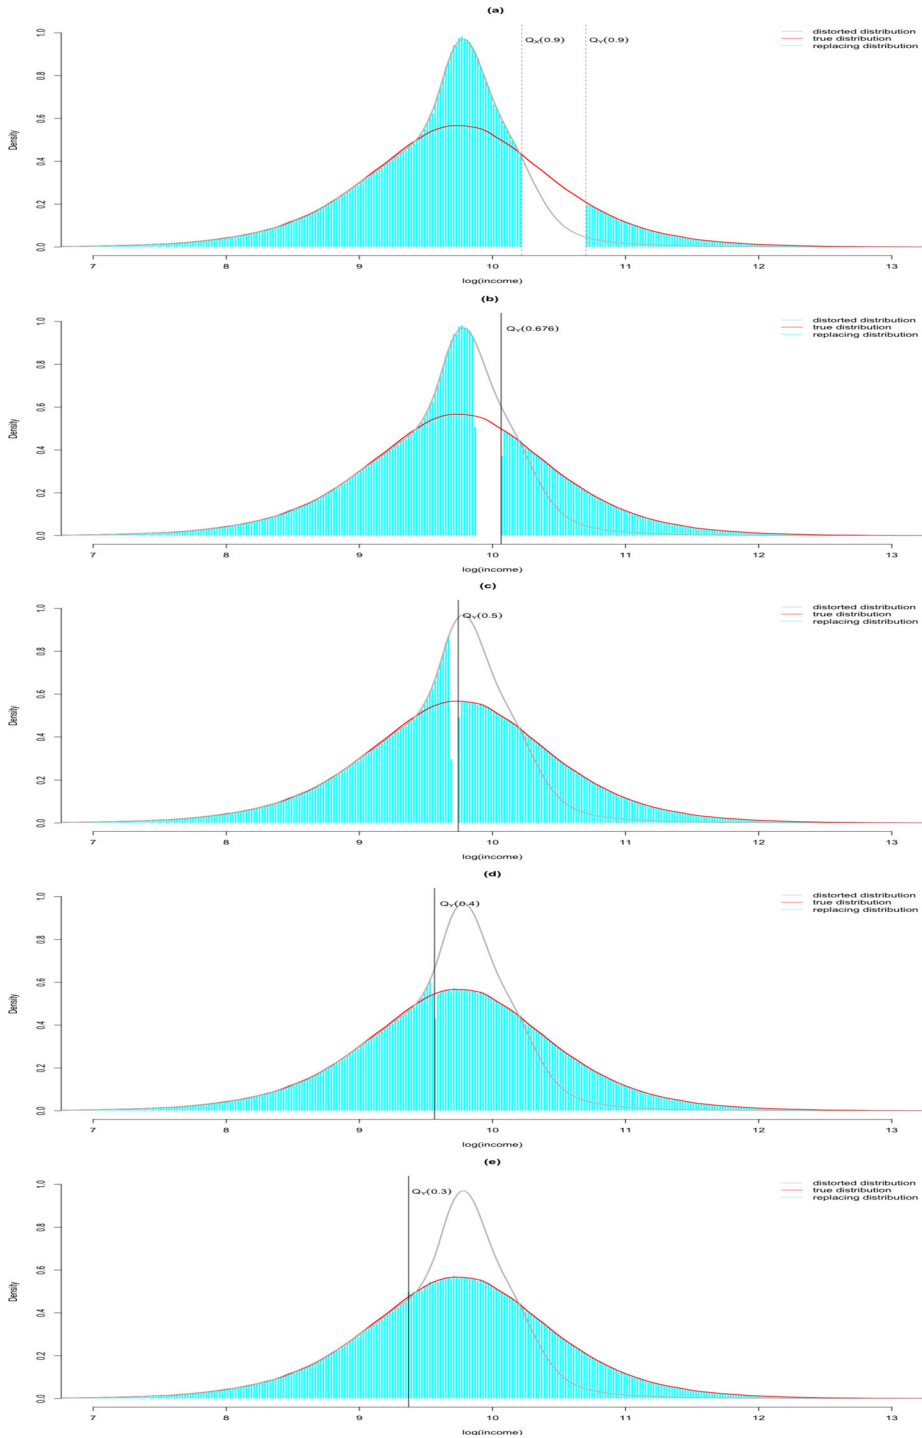 (a)
Q_X(0.9) Q_Y(0.9)
distorted distribution
true distribution
replacing distribution
Density
0.0 0.2 0.4 0.6 0.8 1.0
7 8 9 10 11 12 13
log(income)
(b)
Q_Y(0.676)
distorted distribution
true distribution
replacing distribution
Density
0.0 0.2 0.4 0.6 0.8 1.0
7 8 9 10 11 12 13
log(income)
(c)
Q_Y(0.5)
distorted distribution
true distribution
replacing distribution
Density
0.0 0.2 0.4 0.6 0.8 1.0
7 8 9 10 11 12 13
log(income)
(d)
Q_Y(0.4)
distorted distribution
true distribution
replacing distribution
Density
0.0 0.2 0.4 0.6 0.8 1.0
7 8 9 10 11 12 13
log(income)
(e)
Q_Y(0.3)
distorted distribution
true distribution
replacing distribution
Density
0.0 0.2 0.4 0.6 0.8 1.0
7 8 9 10 11 12 13
log(income)